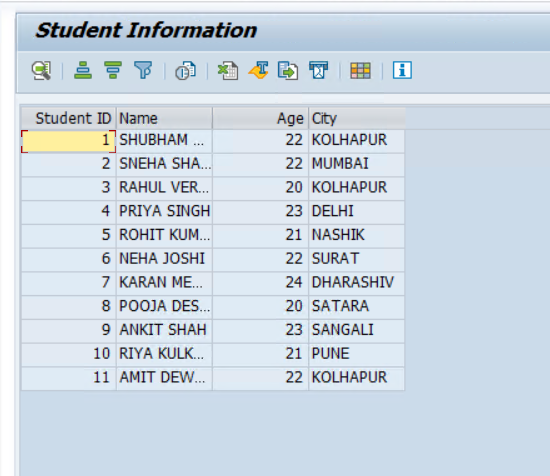 Student Information
Student ID Name Age City
1 SHUBHAM ... 22 KOLHAPUR
2 SNEHA SHA... 22 MUMBAI
3 RAHUL VER... 20 KOLHAPUR
4 PRIYA SINGH 23 DELHI
5 ROHIT KUM... 21 NASHIK
6 NEHA JOSHI 22 SURAT
7 KARAN ME... 24 DHARASHIV
8 POOJA DES... 20 SATARA
9 ANKIT SHAH 23 SANGALI
10 RIYA KULK... 21 PUNE
11 AMIT DEW... 22 KOLHAPUR